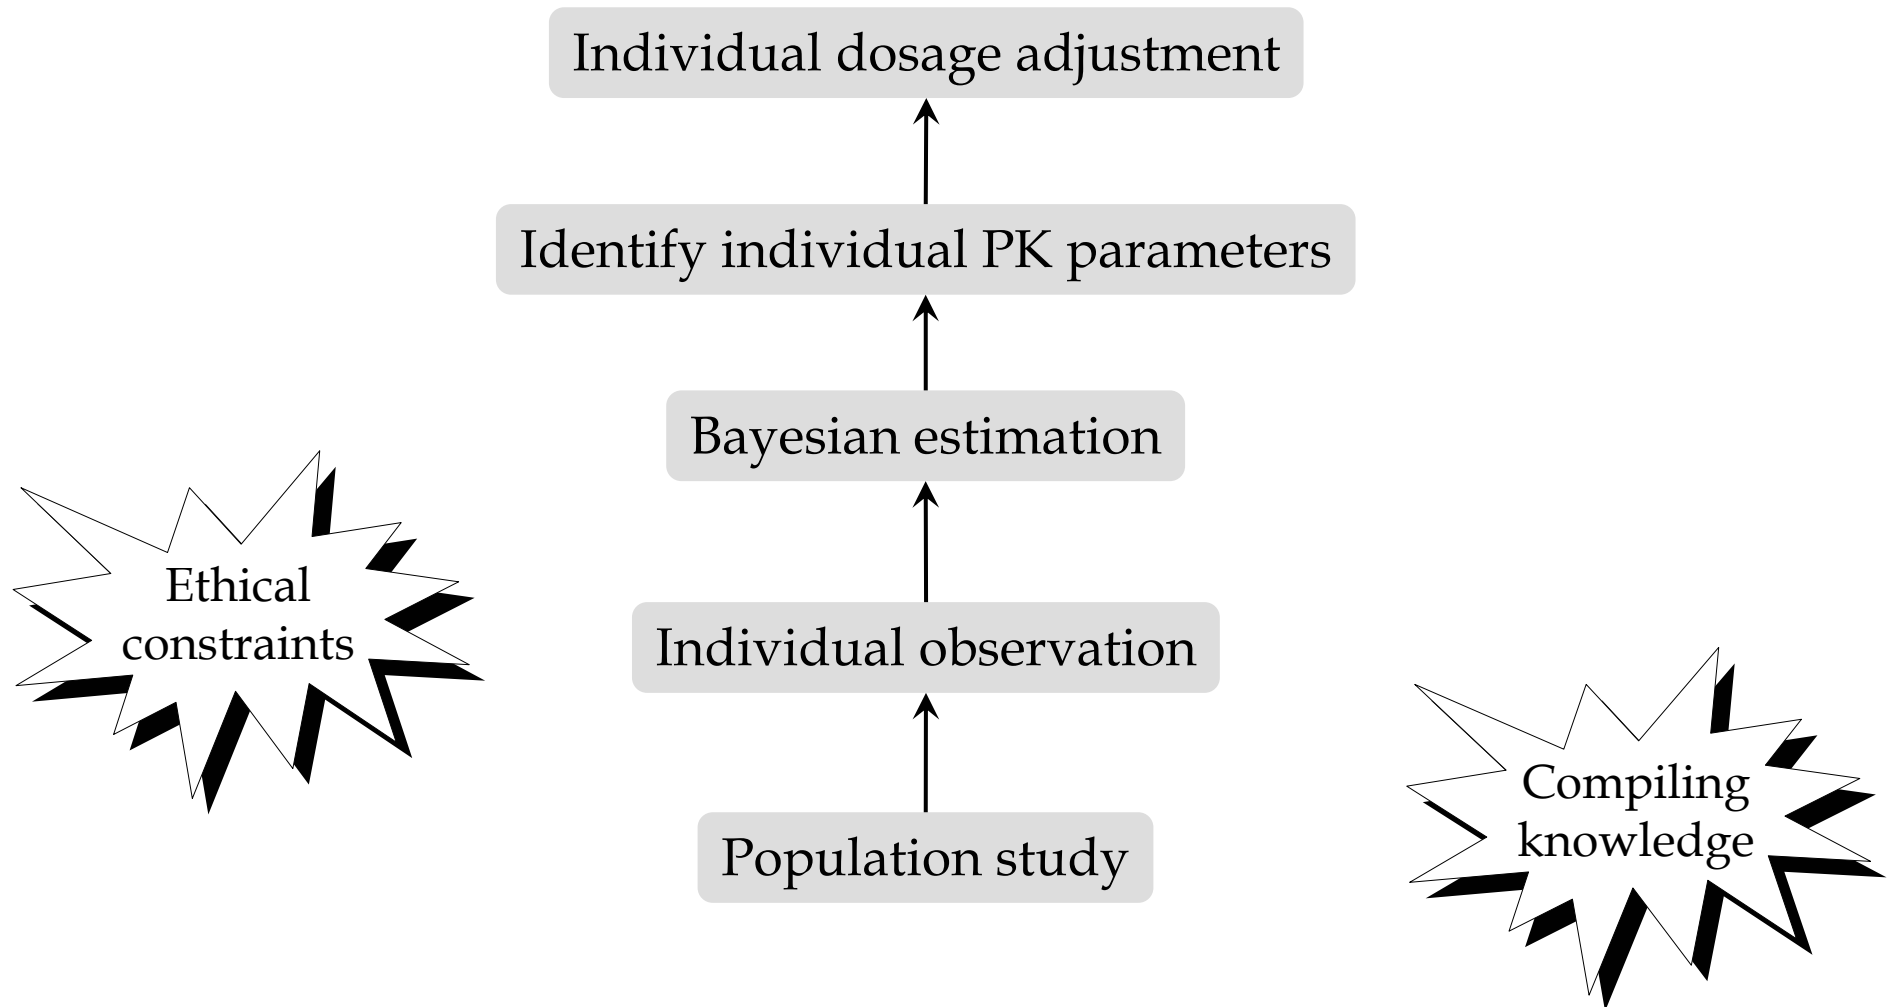 Individual dosage adjustment
Identify individual PK parameters
Bayesian estimation
Ethical
constraints
Individual observation
Compiling
knowledge
Population study